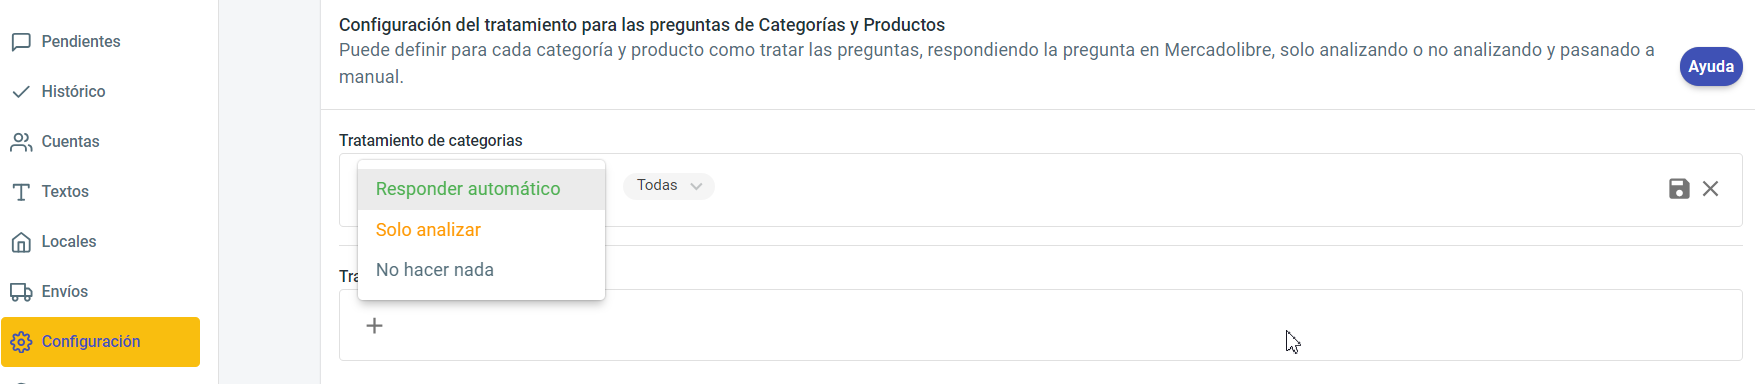 Pendientes
Histórico
Cuentas
Textos
Locales
Envíos
Configuración
Configuración del tratamiento para las preguntas de Categorías y Productos
Puede definir para cada categoría y producto como tratar las preguntas, respondiendo la pregunta en Mercadolibre, solo analizando o no analizando y pasanado a
manual.
Ayuda
Tratamiento de categorias
Responder automático
Todas
Solo analizar
No hacer nada
Tra